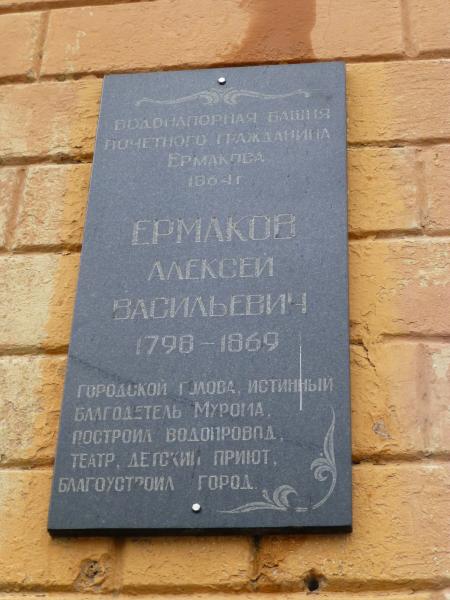 Водонапорная башня
почетного гражданина
Ермакова
1864 г
ЕРМАКОВ
АЛЕКСЕЙ
ВАСИЛЬЕВИЧ
1798 – 1869
Городской голова, истинный
благодетель Мурома,
построил водопровод,
театр, детский приют,
благоустроил город.